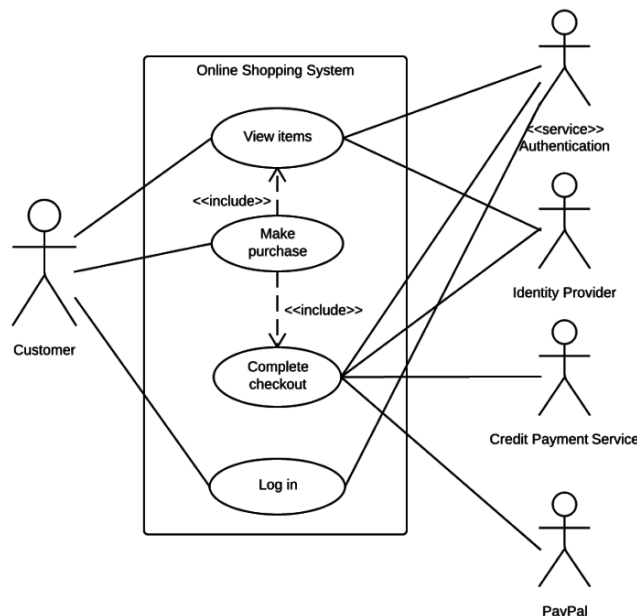 Online Shopping System
View items
<<service>>
Authentication
<<include>>
Make
purchase
Identity Provider
<<include>>
Customer
Complete
checkout
Credit Payment Service
Log in
PayPal